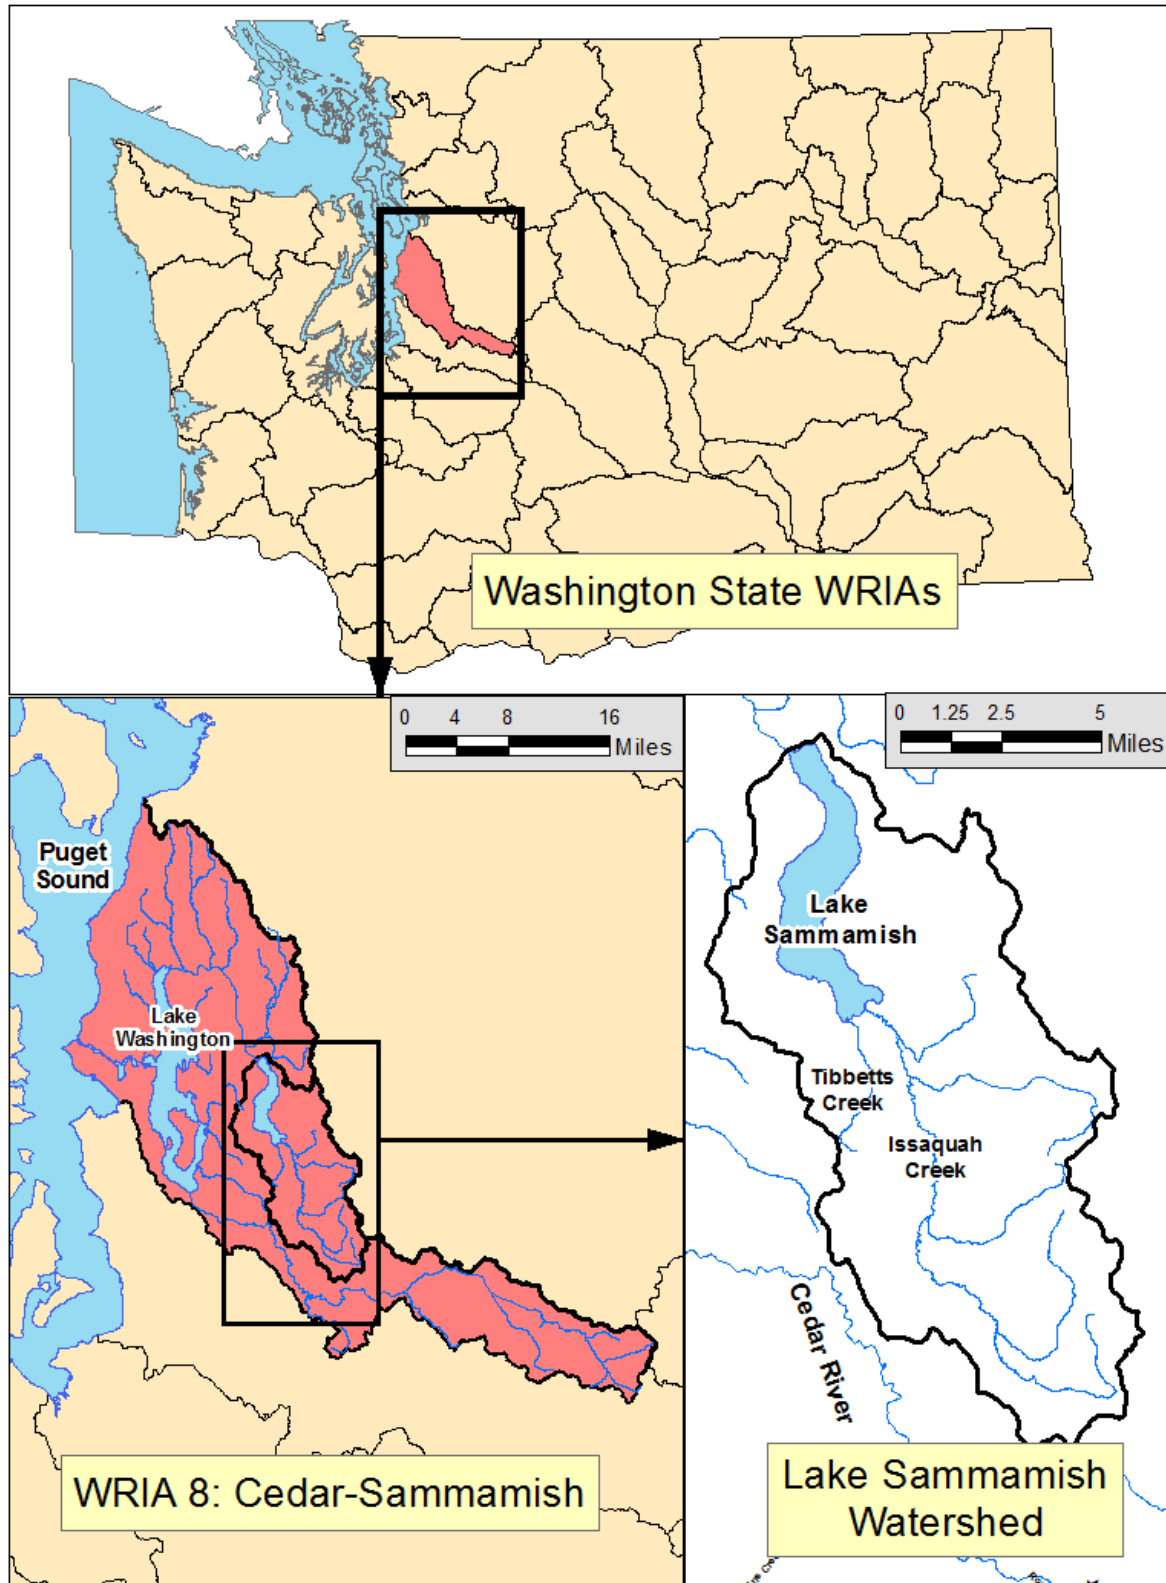 Washington State WRIAs
0 4 8 16
Miles
0 1.25 2.5 5
Miles
Puget
Sound
Lake
Washington
WRIA 8: Cedar-Sammamish
Lake
Sammamish
Tibbetts
Creek
Issaquah
Creek
Cedar River
Lake Sammamish
Watershed